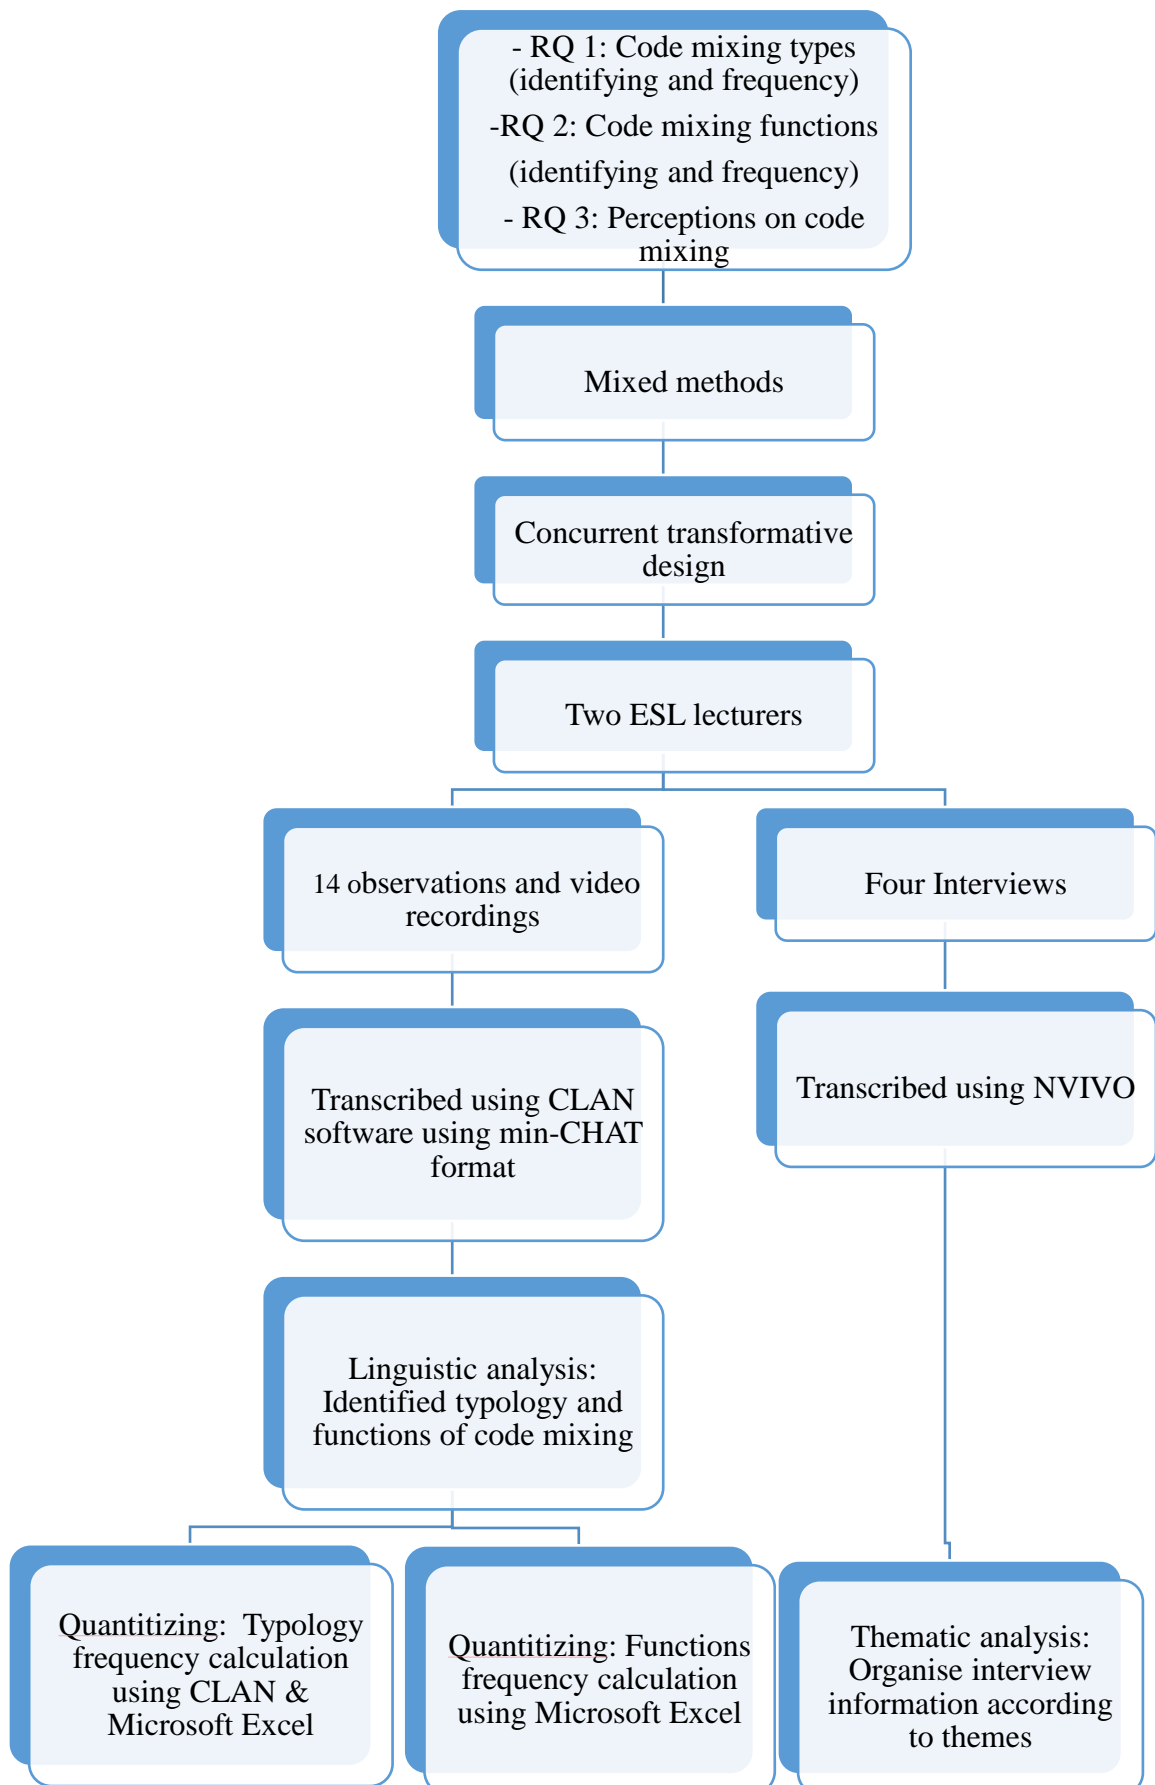 - RQ 1: Code mixing types
(identifying and frequency)
-RQ 2: Code mixing functions
(identifying and frequency)
- RQ 3: Perceptions on code
mixing
Mixed methods
Concurrent transformative
design
Two ESL lecturers
14 observations and video
recordings
Four Interviews
Transcribed using CLAN
software using min-CHAT
format
Transcribed using NVIVO
Linguistic analysis:
Identified typology and
functions of code mixing
Quantitizing:  Typology
frequency calculation
using CLAN &
Microsoft Excel
Quantitizing: Functions
frequency calculation
using Microsoft Excel
Thematic analysis:
Organise interview
information according
to themes